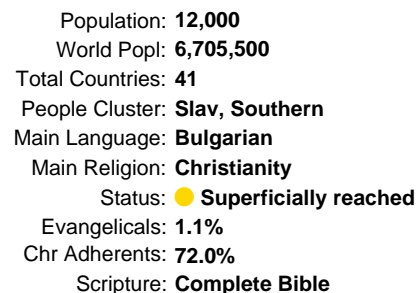 Population: 12,000
World Popl: 6,705,500
Total Countries: 41
People Cluster: Slav, Southern
Main Language: Bulgarian
Main Religion: Christianity
Status: Superficially reached
Evangelicals: 1.1%
Chr Adherents: 72.0%
Scripture: Complete Bible